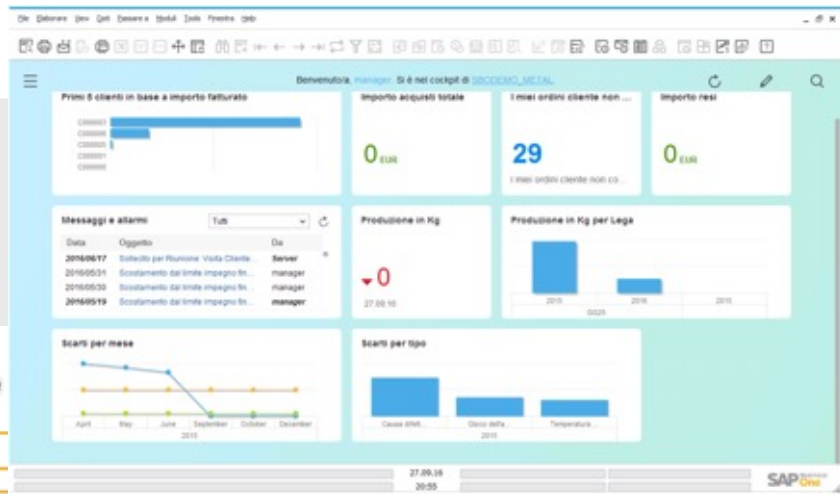 File Elaborare View Dati Passare a Moduli Tools Finestra Help
Benvenuto/a, manager. Si è nel cockpit di SBODEMO_METAL
Primi 5 clienti in base a importo fatturato
Importo acquisti totale
I miei ordini cliente non ...
Importo resi
0 EUR
29
I miei ordini cliente non co...
0 EUR
Messaggi e allarmi
Tutti
Data Oggetto Da
2016/06/17 Sollecito per Riunione Visita Cliente ... Server
2016/05/31 Scostamento dal limite impegno fin... manager
2016/05/30 Scostamento dal limite impegno fin... manager
2016/05/19 Scostamento dal limite impegno fin... manager
Produzione in Kg
0
27.09.16
Produzione in Kg per Lega
2015 2016 2015
GG25
Scarti per mese
April May June September October December
2015
Scarti per tipo
Causa difett... Gioco della... Temperatura ...
2015
27.09.16
20:55
SAP Business One